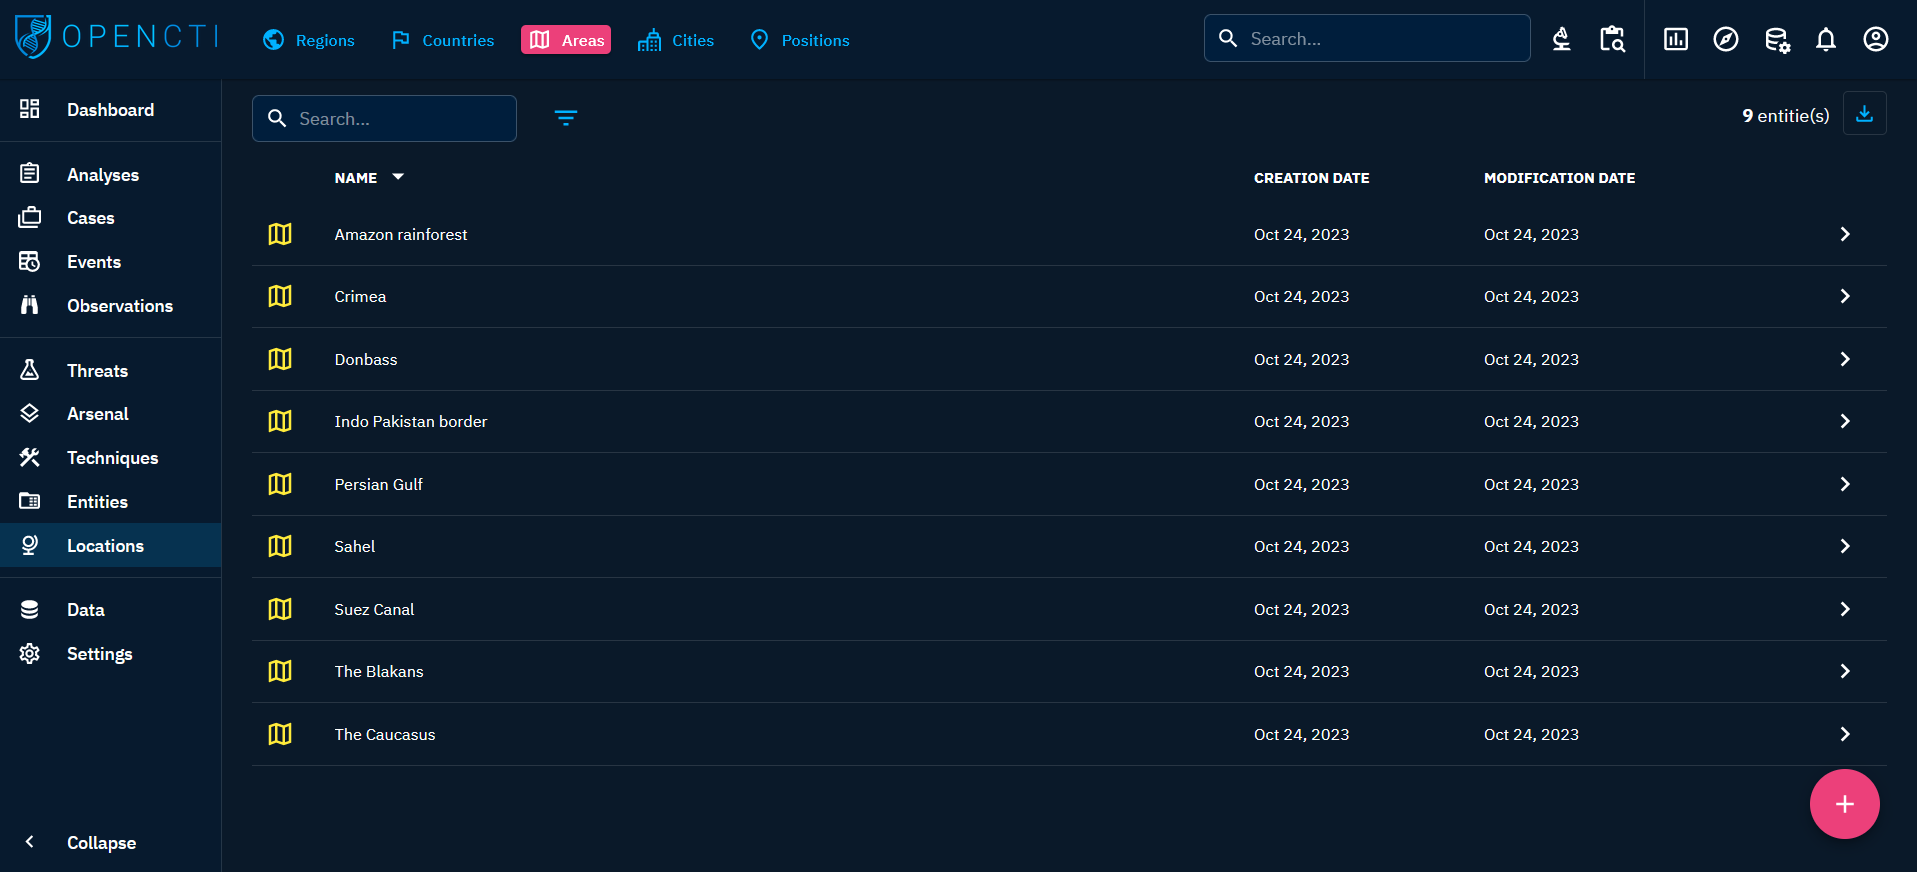 OPENCTI
Regions
Countries
Areas
Cities
Positions
Search...
Dashboard
Analyses
Cases
Events
Observations
Threats
Arsenal
Techniques
Entities
Locations
Data
Settings
Collapse
Search...
9 entitie(s)
NAME CREATION DATE MODIFICATION DATE
Amazon rainforest Oct 24, 2023 Oct 24, 2023
Crimea Oct 24, 2023 Oct 24, 2023
Donbass Oct 24, 2023 Oct 24, 2023
Indo Pakistan border Oct 24, 2023 Oct 24, 2023
Persian Gulf Oct 24, 2023 Oct 24, 2023
Sahel Oct 24, 2023 Oct 24, 2023
Suez Canal Oct 24, 2023 Oct 24, 2023
The Blakans Oct 24, 2023 Oct 24, 2023
The Caucasus Oct 24, 2023 Oct 24, 2023